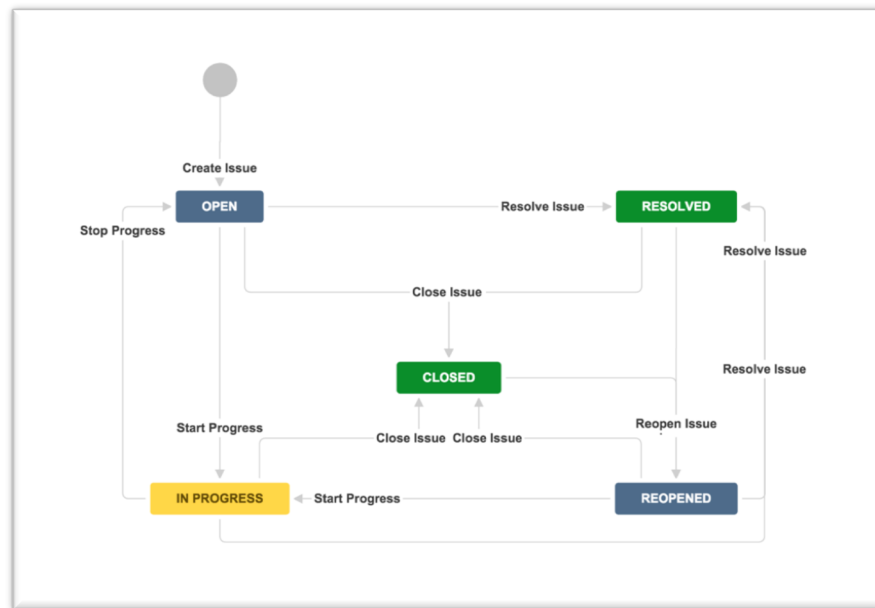 Create Issue
OPEN
Resolve Issue
RESOLVED
Stop Progress
Resolve Issue
Close Issue
CLOSED
Resolve Issue
Start Progress
Close Issue
Close Issue
Reopen Issue
IN PROGRESS
Start Progress
REOPENED